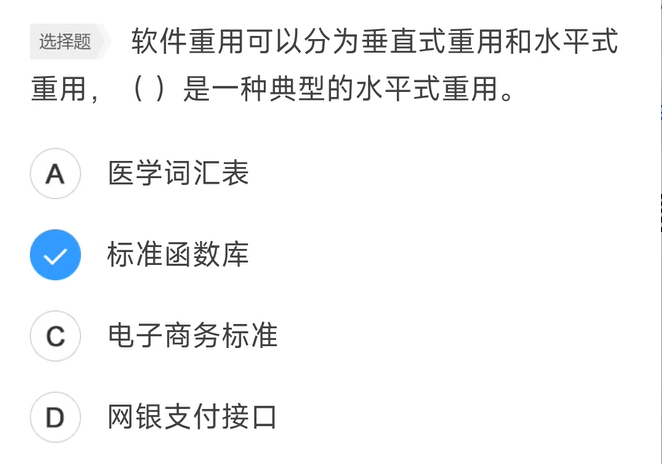 选择题 软件重用可以分为垂直式重用和水平式
重用，（ ）是一种典型的水平式重用。
A 医学词汇表
标准函数库
C 电子商务标准
D 网银支付接口